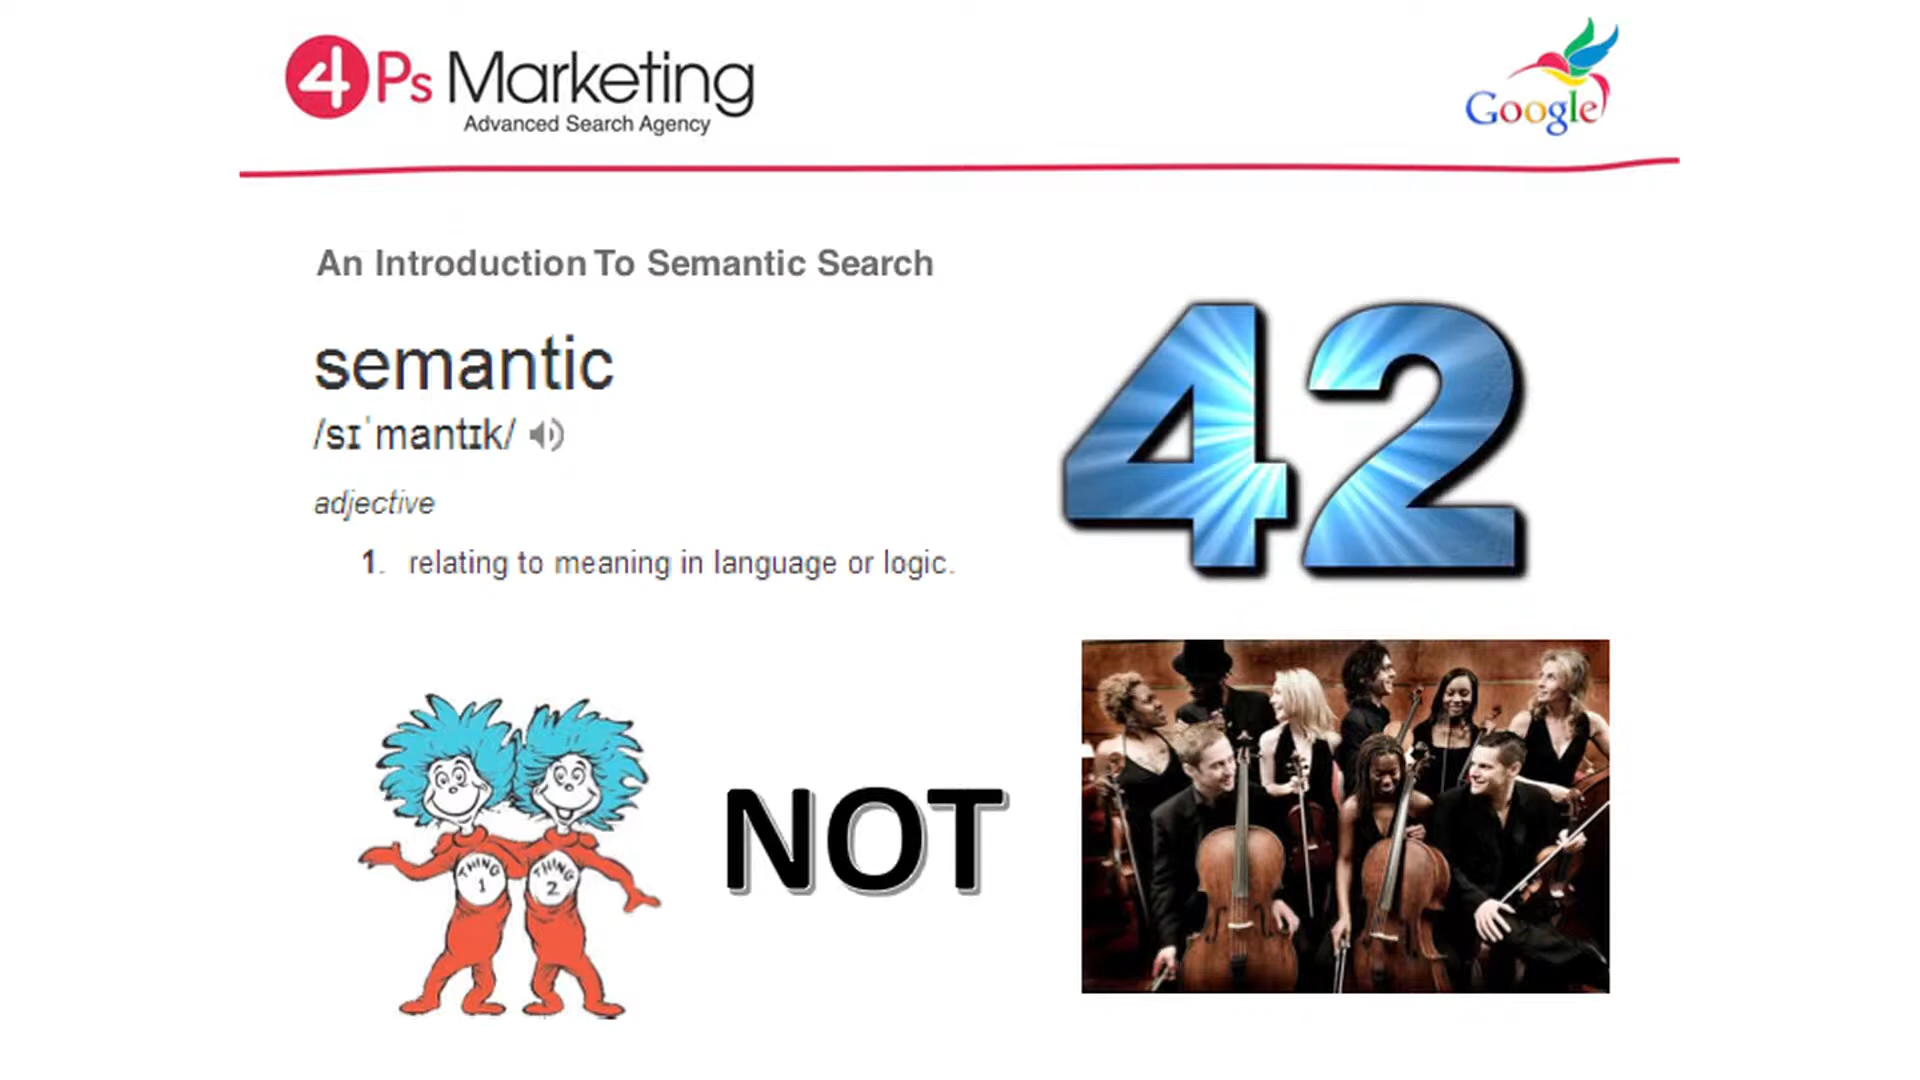 4Ps Marketing
Advanced Search Agency
Google
An Introduction To Semantic Search
semantic
/sɪˈmantɪk/
adjective
1. relating to meaning in language or logic.
42
THING 1
THING 2
NOT